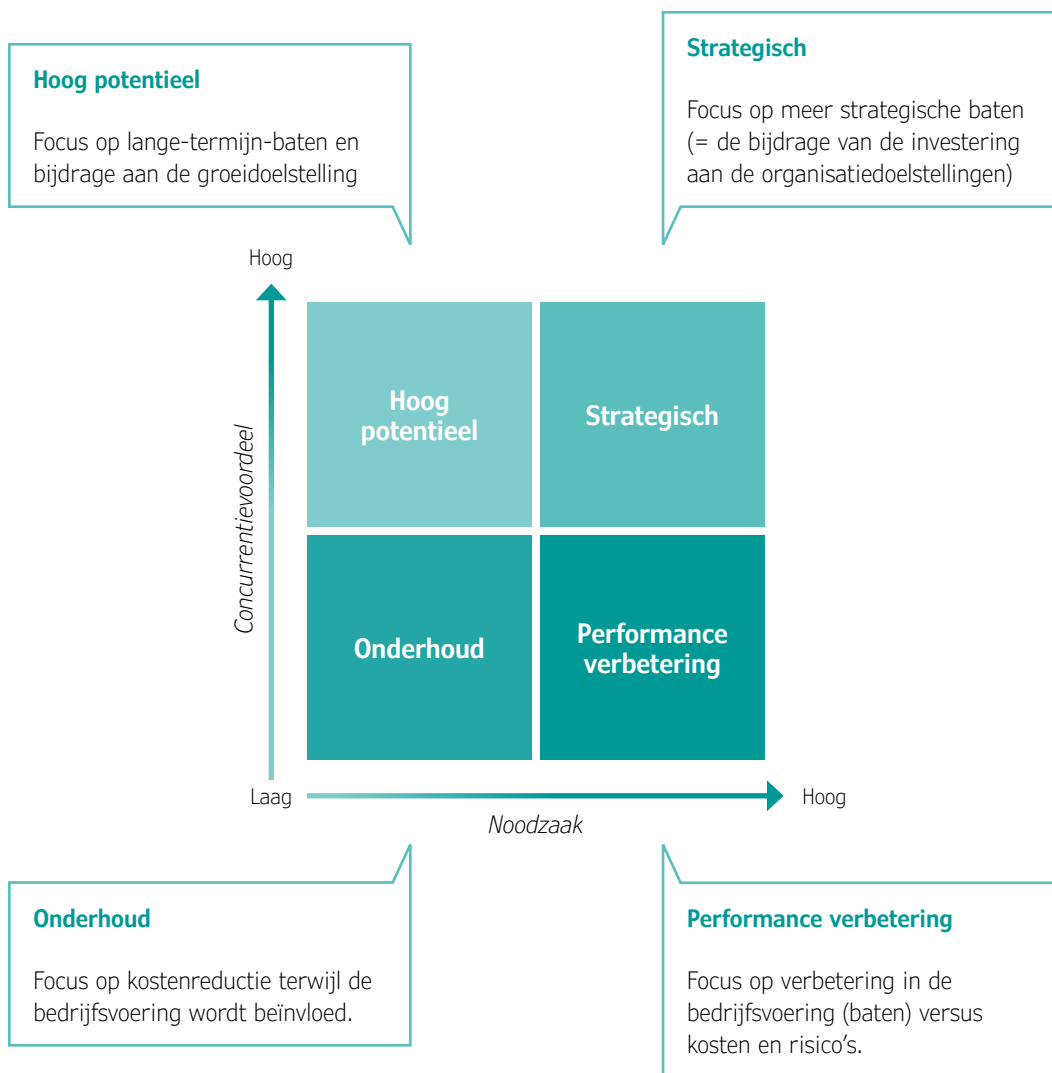 Hoog potentieel
Focus op lange-termijn-baten en
bijdrage aan de groeidoelstelling
Strategisch
Focus op meer strategische baten
(= de bijdrage van de investering
aan de organisatiedoelstellingen)
Hoog
Concurrentievoordeel
Hoog
potentieel
Strategisch
Onderhoud
Performance
verbetering
Laag
Hoog
Noodzaak
Onderhoud
Focus op kostenreductie terwijl de
bedrijfsvoering wordt beïnvloed.
Performance verbetering
Focus op verbetering in de
bedrijfsvoering (baten) versus
kosten en risico's.